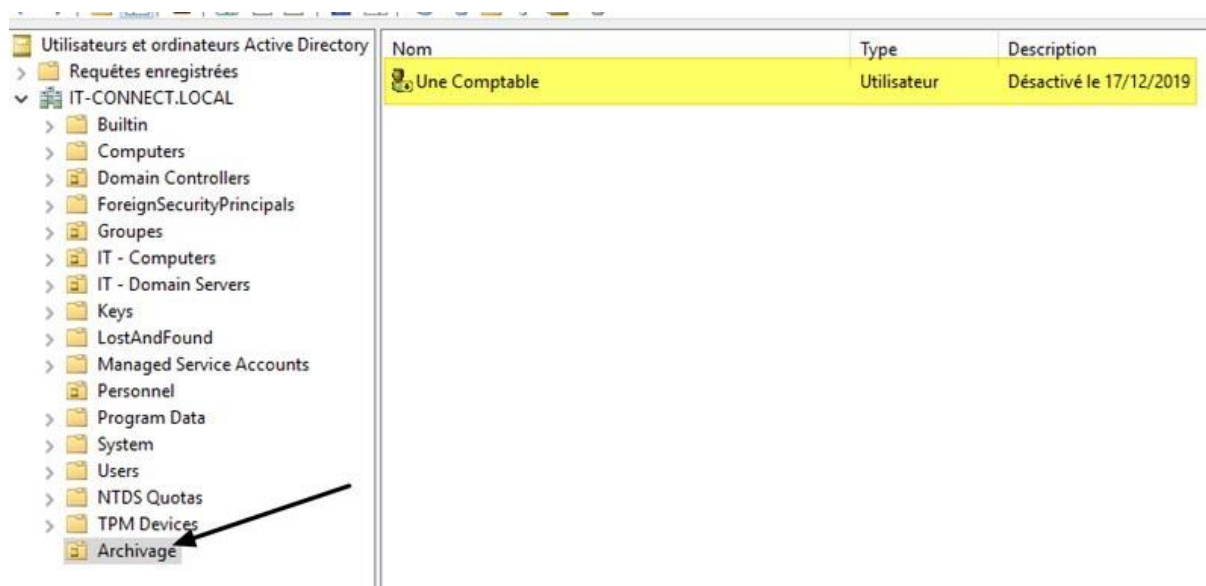 Utilisateurs et ordinateurs Active Directory
Requêtes enregistrées
IT-CONNECT.LOCAL
Builtin
Computers
Domain Controllers
ForeignSecurityPrincipals
Groupes
IT - Computers
IT - Domain Servers
Keys
LostAndFound
Managed Service Accounts
Personnel
Program Data
System
Users
NTDS Quotas
TPM Devices
Archivage
Nom Type Description
Une Comptable Utilisateur Désactivé le 17/12/2019